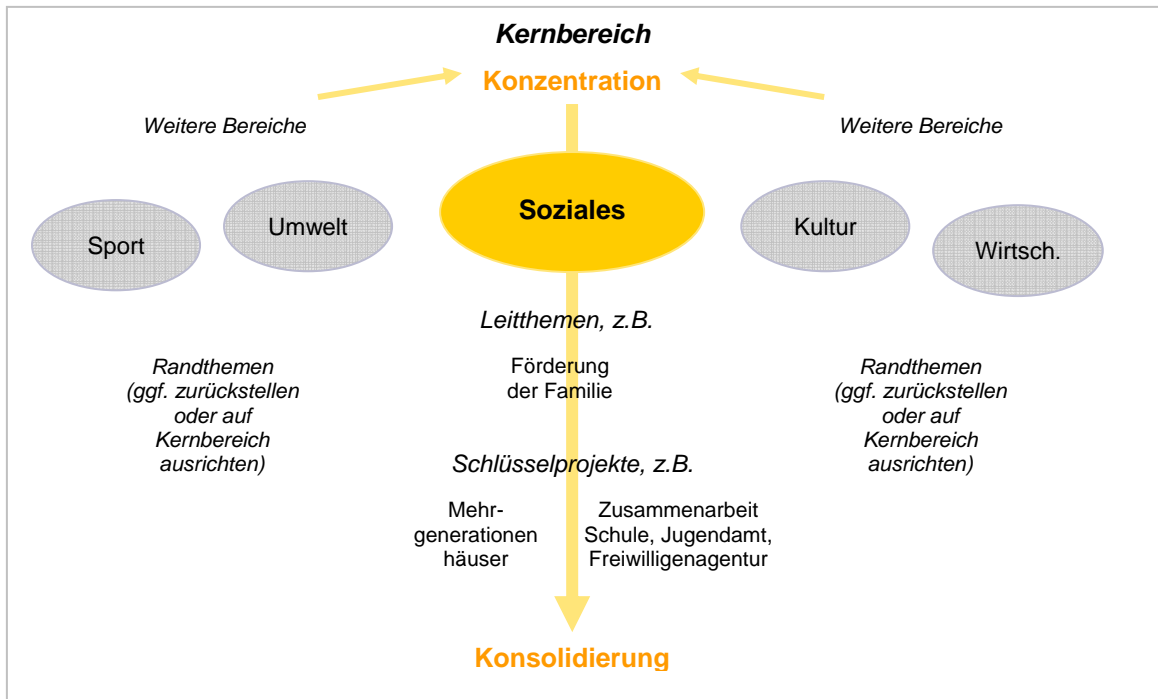 Kernbereich
Konzentration
Weitere Bereiche
Weitere Bereiche
Sport
Umwelt
Soziales
Kultur
Wirtsch.
Leitthemen, z.B.
Randthemen
(ggf. zurückstellen
oder auf
Kernbereich
ausrichten)
Förderung
der Familie
Randthemen
(ggf. zurückstellen
oder auf
Kernbereich
ausrichten)
Schlüsselprojekte, z.B.
Mehr-
generationen
häuser
Zusammenarbeit
Schule, Jugendamt,
Freiwilligenagentur
Konsolidierung